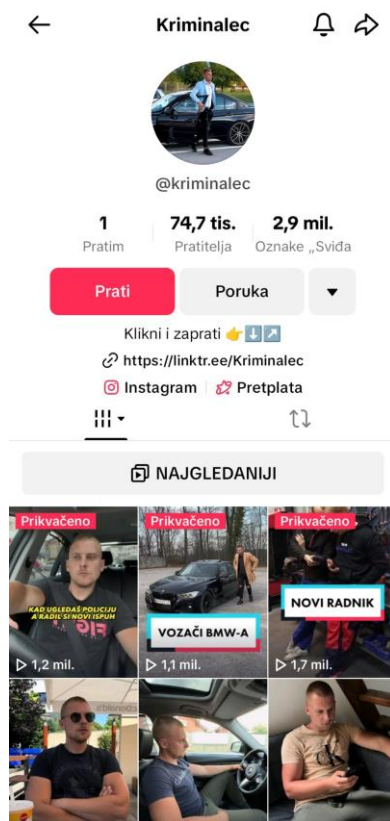 Kriminalec
@kriminalec
1 74,7 tis. 2,9 mil.
Pratim Pratitelja Oznake „Sviđa
Prati Poruka
Klikni i zaprati 👉⬇️↗️
https://linktr.ee/Kriminalec
Instagram Pretplata
NAJGLEDANIJI
Prikvačeno Prikvačeno Prikvačeno
KAD UGLEDAŠ POLICIJU
A RADIL SI NOVI ISPUH
VOZAČI BMW-A
NOVI RADNIK
1,2 mil. 1,1 mil. 1,7 mil.